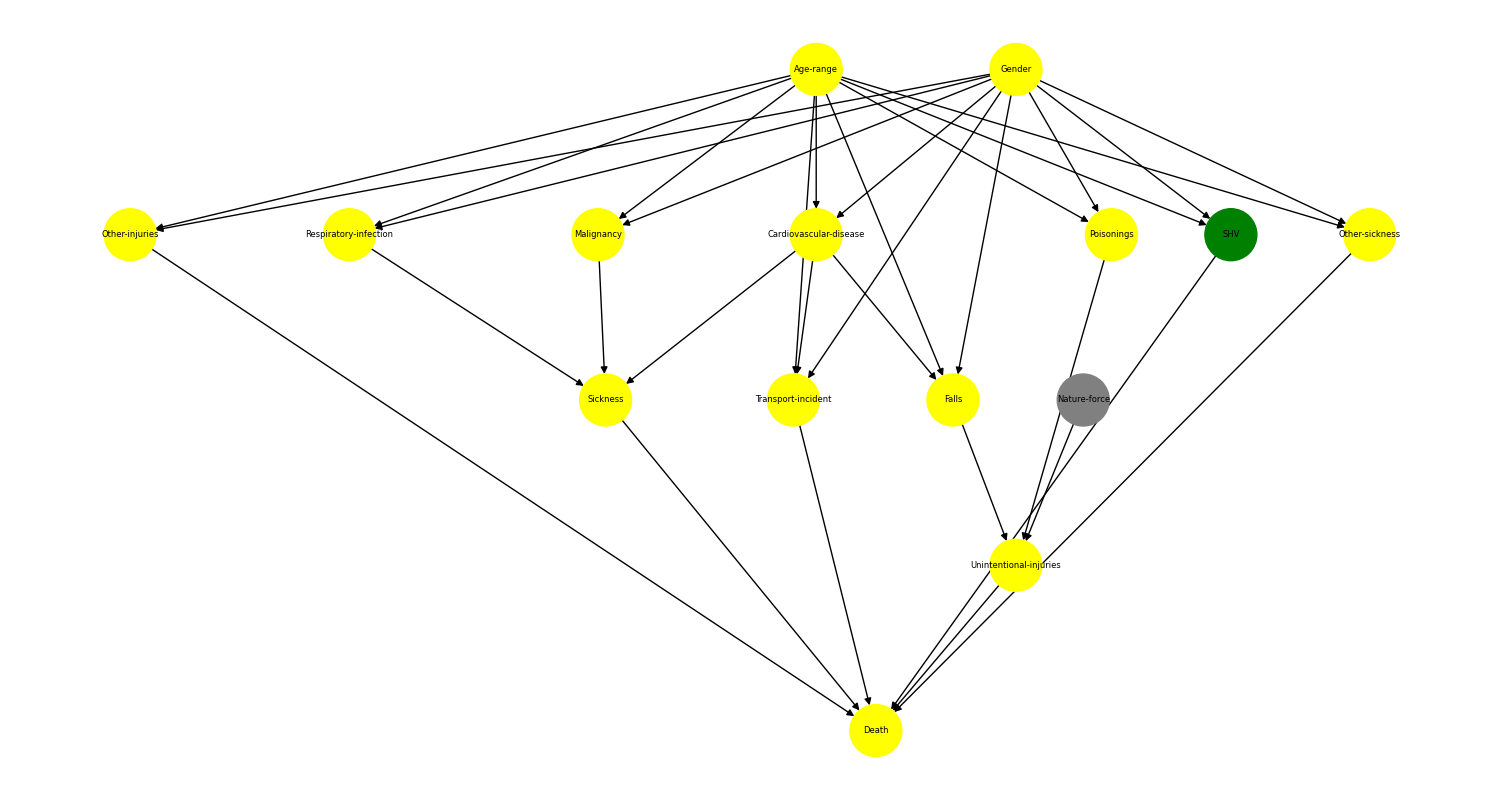 Age-range
Gender
Other-injuries
Respiratory-infection
Malignancy
Cardiovascular-disease
Poisonings
SHV
Other-sickness
Sickness
Transport-incident
Falls
Nature-force
Unintentional-injuries
Death